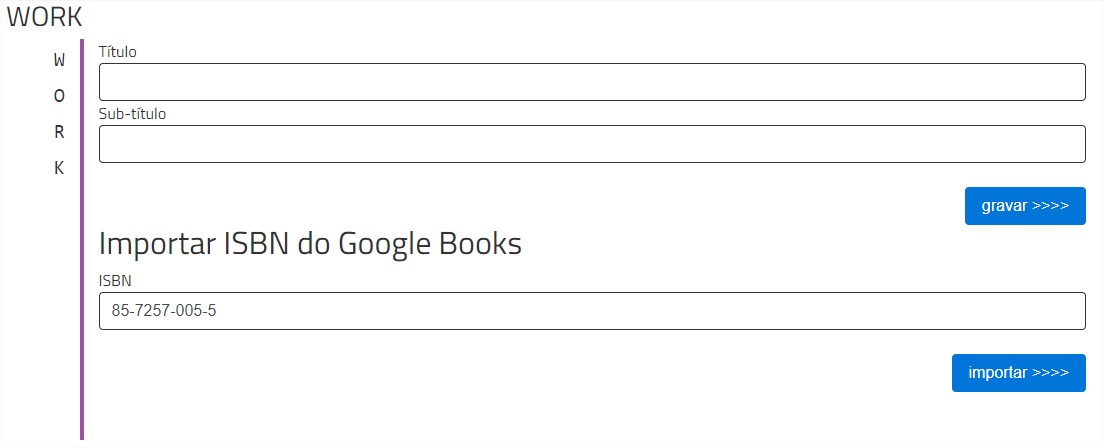 WORK
W
O
R
K
Título
Sub-título
gravar >>>>
Importar ISBN do Google Books
ISBN
85-7257-005-5
importar >>>>